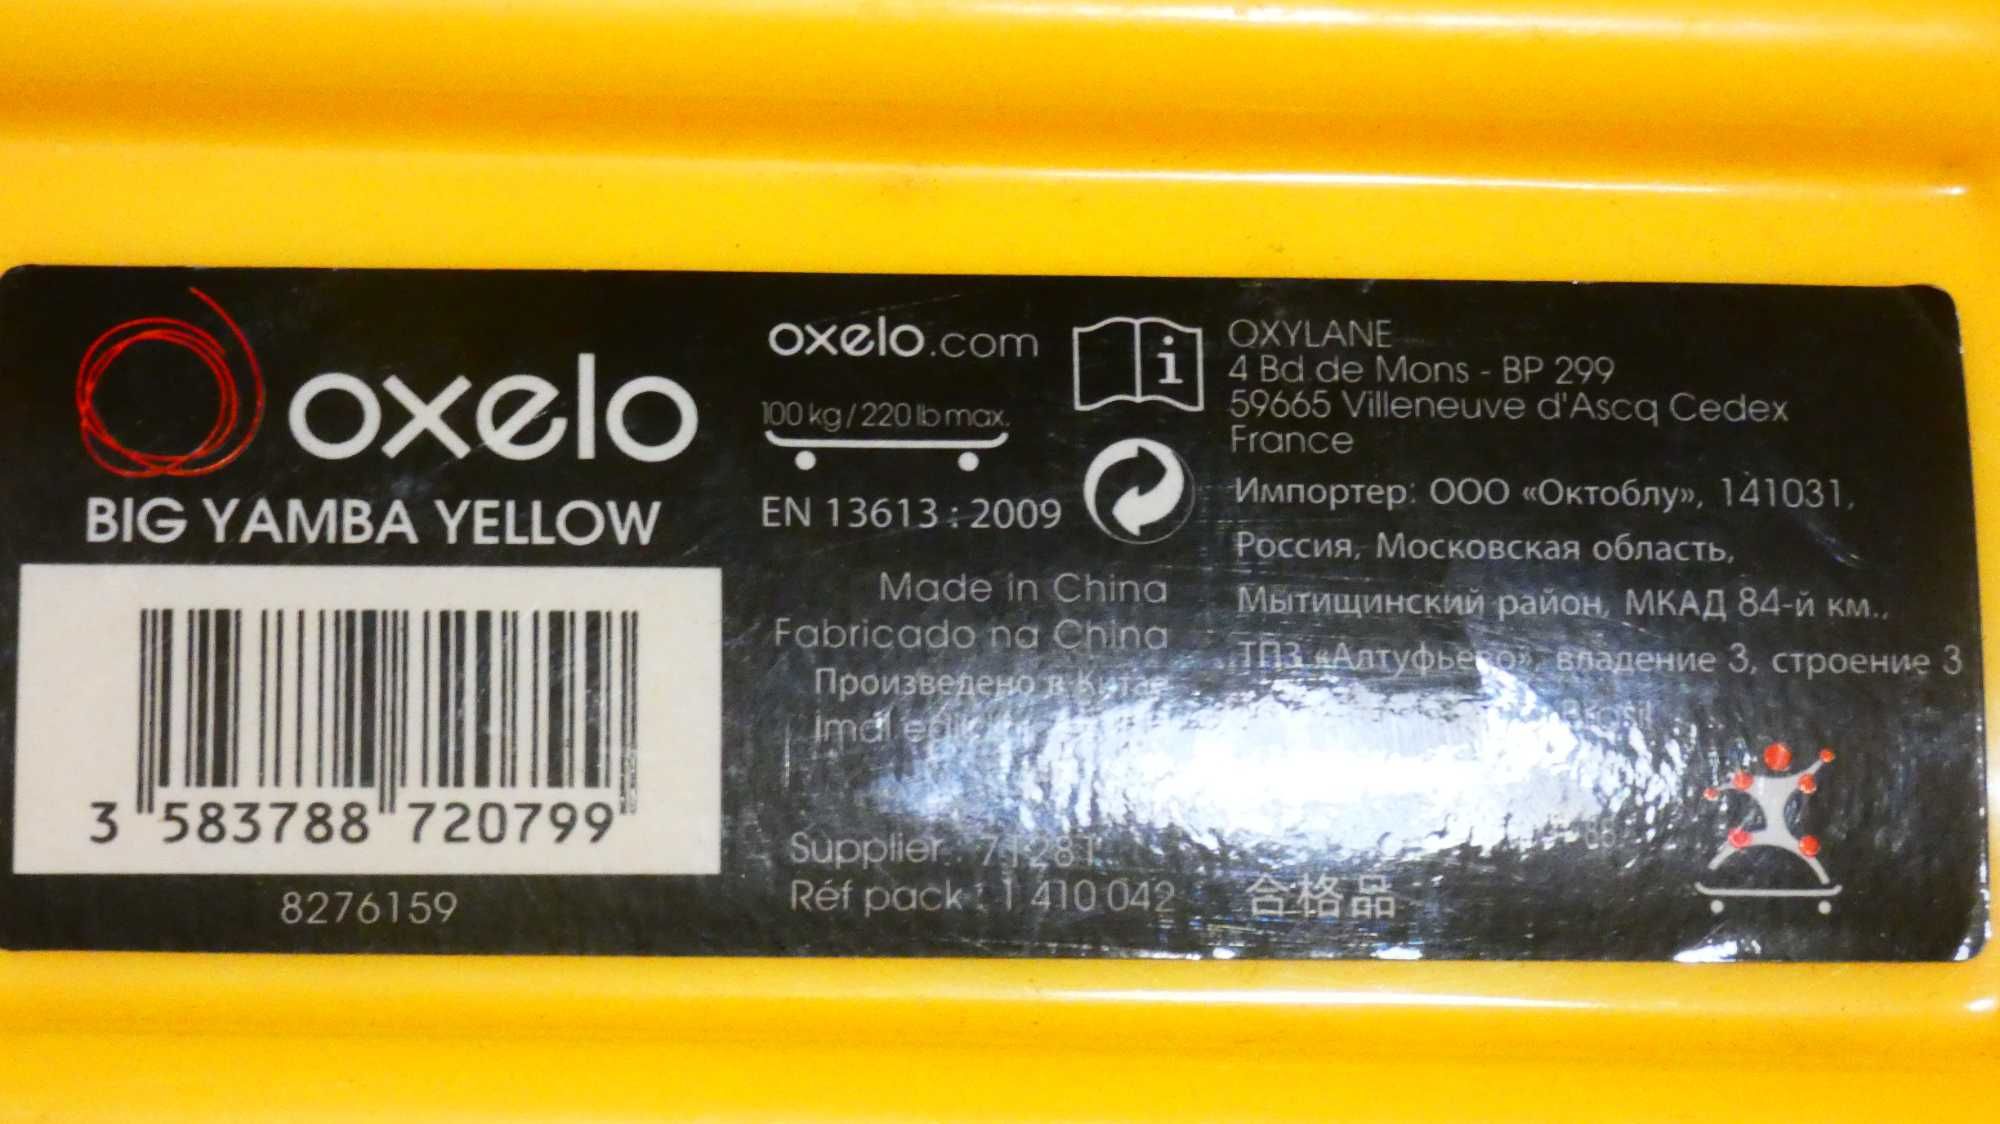 oxelo
BIG YAMBA YELLOW
3 583788 720799
8276159
oxelo.com
100 kg / 220 lb max.
EN 13613 : 2009
Made in China
Fabricado na China
Произведено в Китае
Imal
Supplier : 71281
Réf pack : 1 410 042
i
OXYLANE
4 Bd de Mons - BP 299
59665 Villeneuve d'Ascq Cedex
France
Импортер: ООО «Октоблу», 141031,
Россия, Московская область,
Мытищинский район, МКАД 84-й км.,
ТПЗ «Алтуфьево», владение 3, строение 3
Brasil
合格品